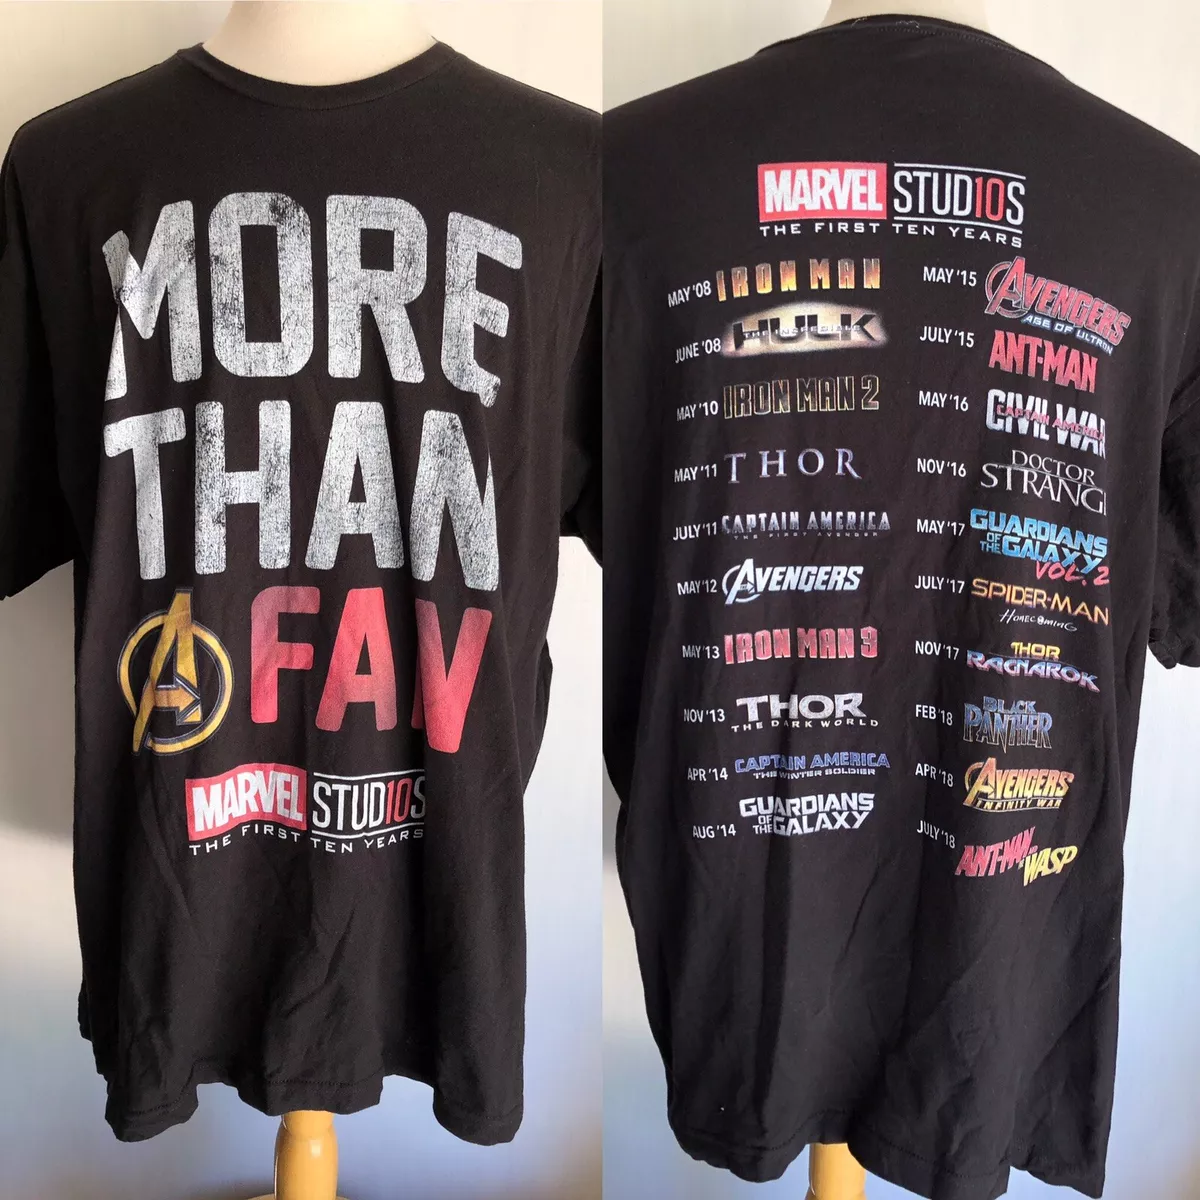 MORE
THAN
FAN
MARVEL STUD10S
THE FIRST TEN YEARS
MARVEL STUD10S
THE FIRST TEN YEARS
MAY '08 IRON MAN
JUNE '08 THE INCREDIBLE HULK
MAY '10 IRON MAN 2
MAY '11 THOR
JULY '11 CAPTAIN AMERICA
THE FIRST AVENGER
MAY '12 AVENGERS
MAY '13 IRON MAN 3
NOV '13 THOR
THE DARK WORLD
APR '14 CAPTAIN AMERICA
THE WINTER SOLDIER
AUG '14 GUARDIANS
OF THE GALAXY
MAY '15 AVENGERS
AGE OF ULTRON
JULY '15 ANT-MAN
MAY '16 CAPTAIN AMERICA
CIVIL WAR
NOV '16 DOCTOR
STRANGE
MAY '17 GUARDIANS
OF THE GALAXY
VOL. 2
JULY '17 SPIDER-MAN
HOMECOMING
NOV '17 THOR
RAGNAROK
FEB '18 BLACK
PANTHER
APR '18 AVENGERS
INFINITY WAR
JULY '18 ANT-MAN
AND THE WASP